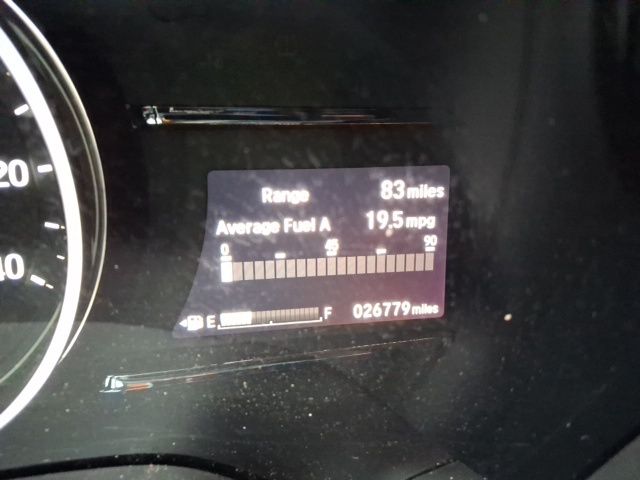 20
40
Range 83 miles
Average Fuel A 19.5 mpg
0 45 90
E F 026779 miles